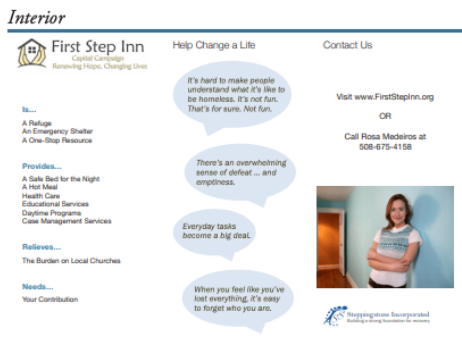 Interior
First Step Inn
Capital Campaign
Renewing Hope, Changing Lives
Is...
A Refuge
An Emergency Shelter
A One-Stop Resource
Provides...
A Safe Bed for the Night
A Hot Meal
Health Care
Educational Services
Daytime Programs
Case Management Services
Relieves...
The Burden on Local Churches
Needs...
Your Contribution
Help Change a Life
It's hard to make people
understand what it's like to
be homeless. It's not fun.
That's for sure. Not fun.
There's an overwhelming
sense of defeat ... and
emptiness.
Everyday tasks
become a big deal.
When you feel like you've
lost everything, it's easy
to forget who you are.
Contact Us
Visit www.FirstStepInn.org
OR
Call Rosa Medeiros at
508-675-4158
Steppingstone Incorporated
Building a strong foundation for recovery